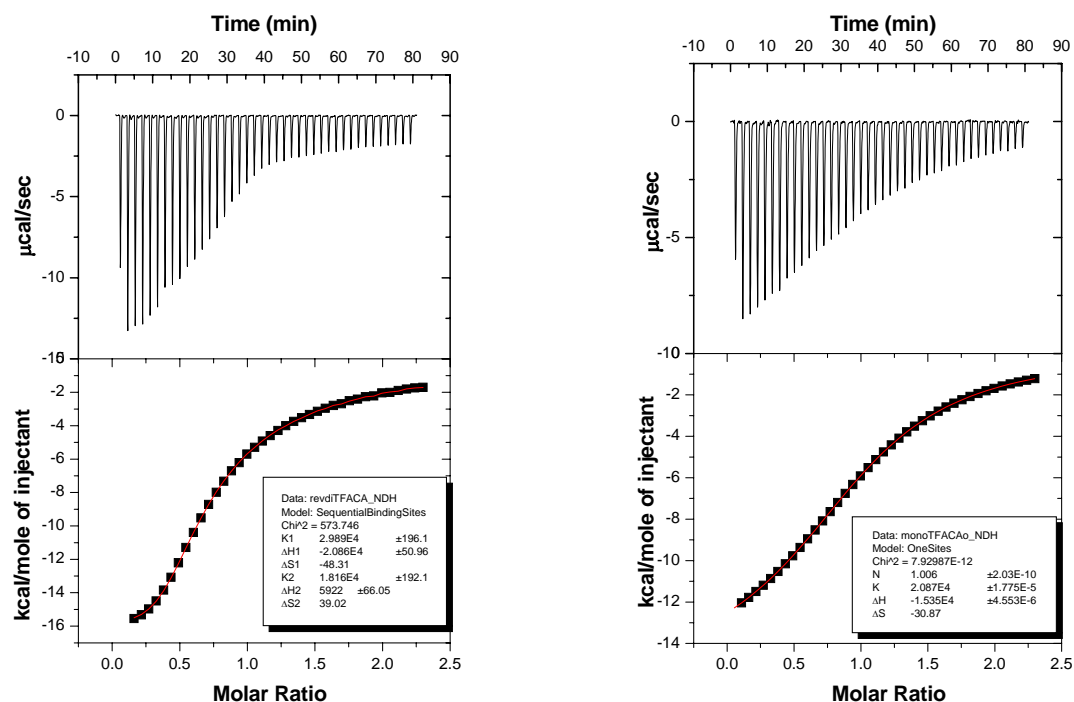 Time (min)
-10 0 10 20 30 40 50 60 70 80 90
0
-5
-10
-15
µcal/sec
0
-2
-4
-6
-8
-10
-12
-14
-16
kcal/mole of injectant
Data: revdiTFACA_NDH
Model: SequentialBindingSites
Chi^2 = 573.746
K1 2.989E4 ±196.1
ΔH1 -2.086E4 ±50.96
ΔS1 -48.31
K2 1.816E4 ±192.1
ΔH2 5922 ±66.05
ΔS2 39.02
0.0 0.5 1.0 1.5 2.0 2.5
Molar Ratio
Time (min)
-10 0 10 20 30 40 50 60 70 80 90
0
-5
-10
µcal/sec
0
-2
-4
-6
-8
-10
-12
-14
kcal/mole of injectant
Data: monoTFACAo_NDH
Model: OneSites
Chi^2 = 7.92987E-12
N 1.006 ±2.03E-10
K 2.087E4 ±1.775E-5
ΔH -1.535E4 ±4.553E-6
ΔS -30.87
0.0 0.5 1.0 1.5 2.0 2.5
Molar Ratio